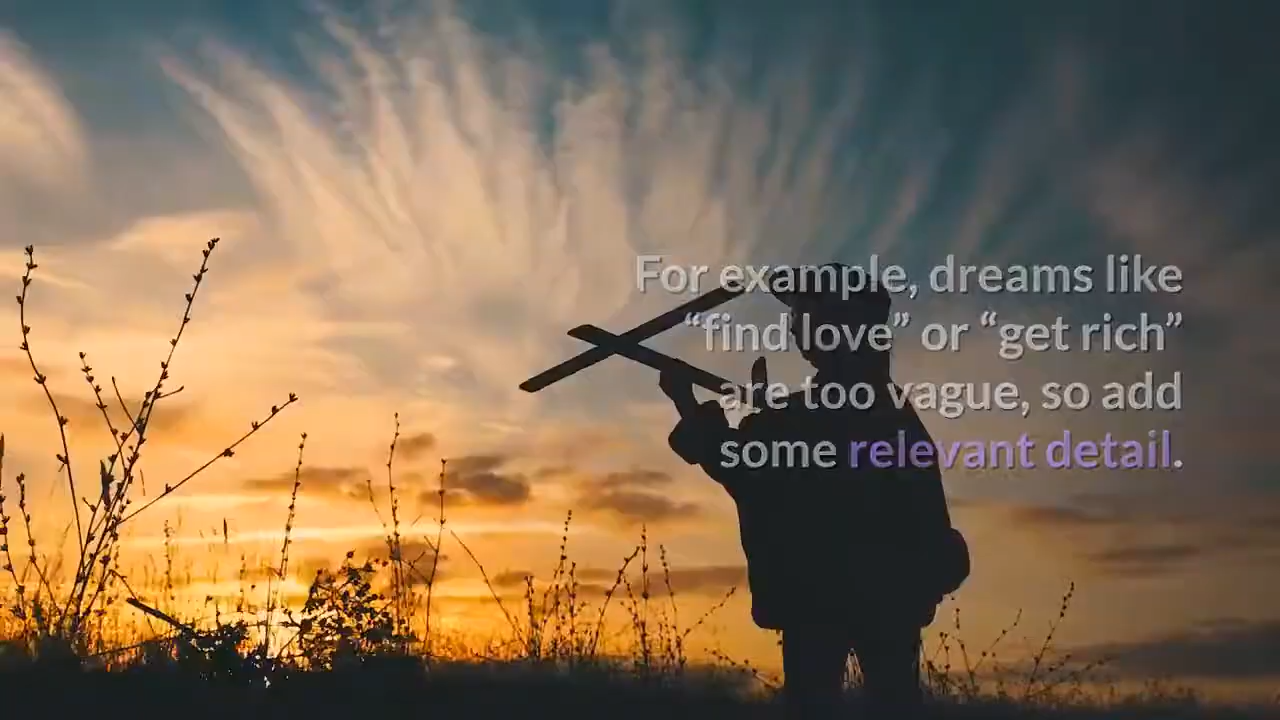 For example, dreams like
“find love” or “get rich”
are too vague, so add
some relevant detail.